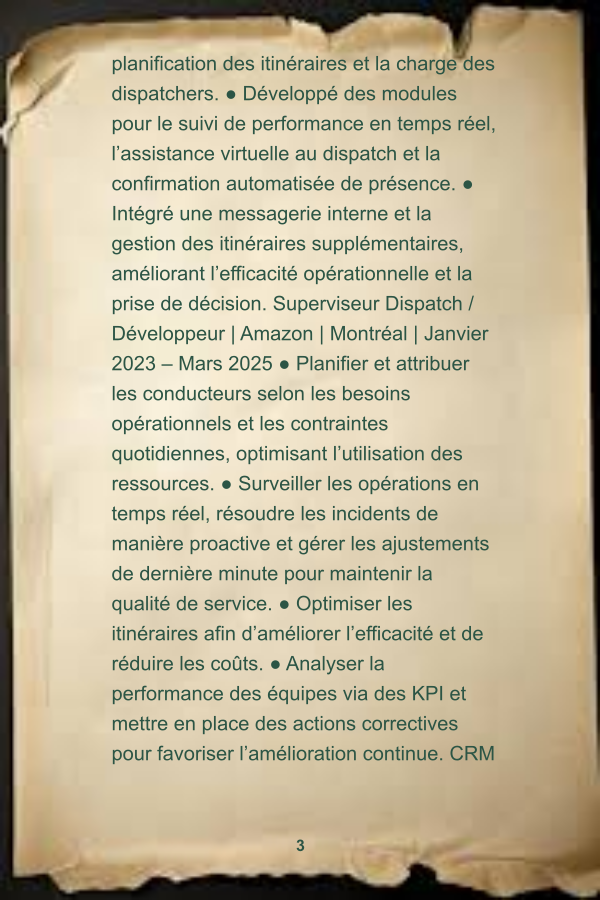 planification des itinéraires et la charge des
dispatchers. ● Développé des modules
pour le suivi de performance en temps réel,
l’assistance virtuelle au dispatch et la
confirmation automatisée de présence. ●
Intégré une messagerie interne et la
gestion des itinéraires supplémentaires,
améliorant l’efficacité opérationnelle et la
prise de décision. Superviseur Dispatch /
Développeur | Amazon | Montréal | Janvier
2023 – Mars 2025 ● Planifier et attribuer
les conducteurs selon les besoins
opérationnels et les contraintes
quotidiennes, optimisant l’utilisation des
ressources. ● Surveiller les opérations en
temps réel, résoudre les incidents de
manière proactive et gérer les ajustements
de dernière minute pour maintenir la
qualité de service. ● Optimiser les
itinéraires afin d’améliorer l’efficacité et de
réduire les coûts. ● Analyser la
performance des équipes via des KPI et
mettre en place des actions correctives
pour favoriser l’amélioration continue. CRM
3